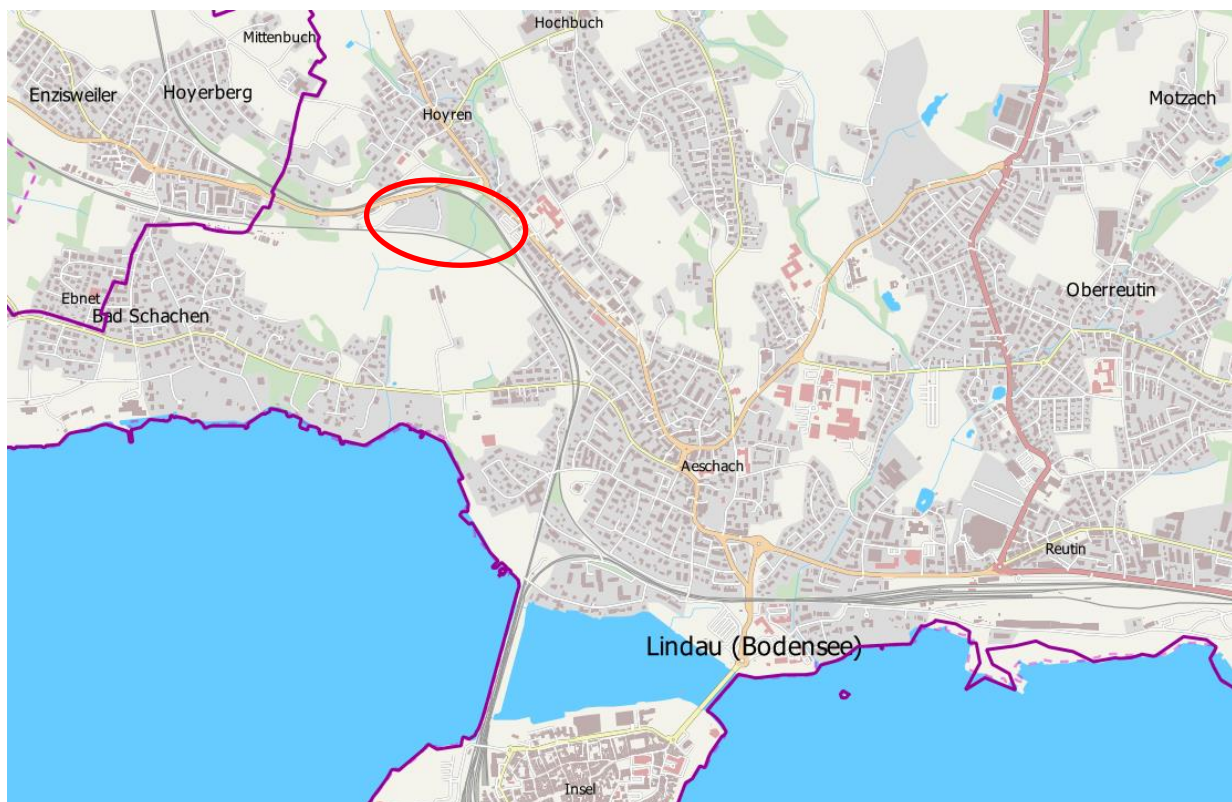 Hochbuch
Mittenbuch
Enzisweiler
Hoyerberg
Motzach
Hoyren
Oberreutin
Ebnet
Bad Schachen
Aeschach
Reutin
Lindau (Bodensee)
Insel